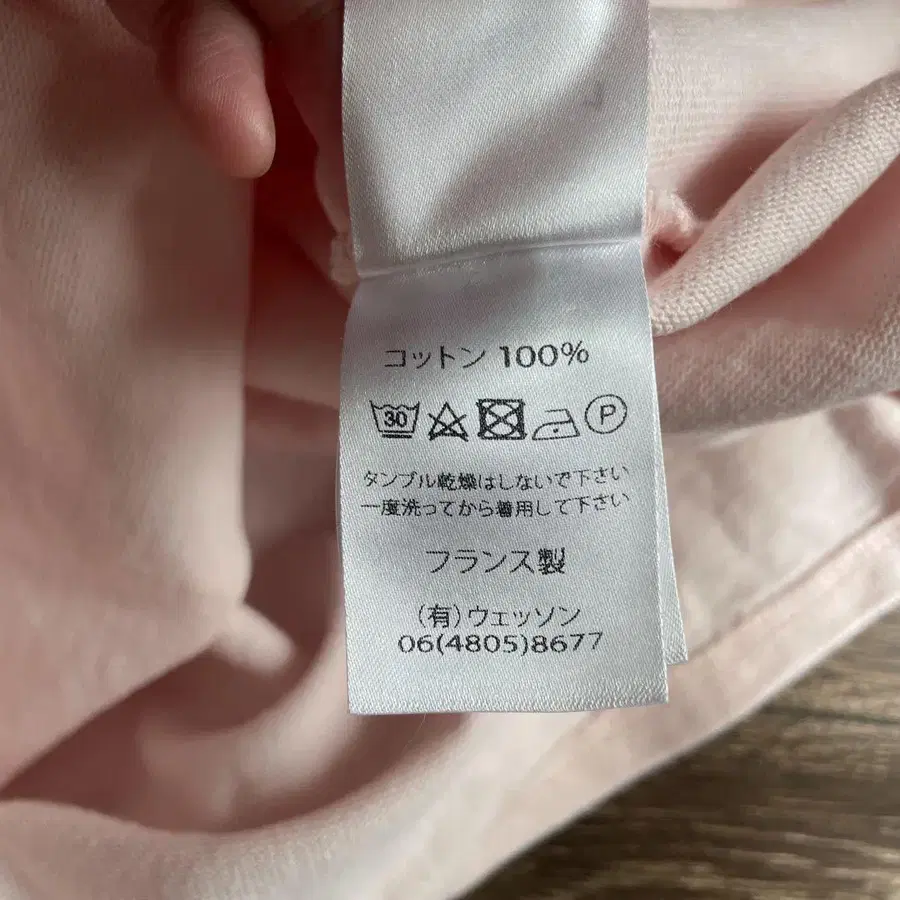 コットン 100%
30 P
タンブル乾燥はしないで下さい
一度洗ってから着用して下さい
フランス製
(有)ウェッソン
06(4805)8677